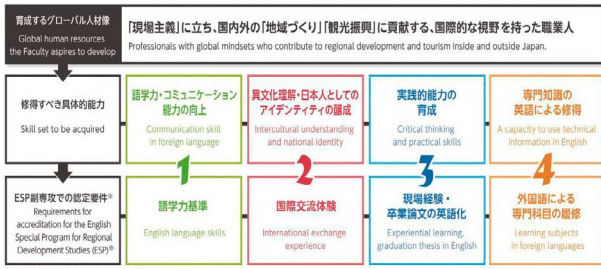 育成するグローバル人材像
Global human resources
the Faculty aspires to develop
「現場主義」に立ち、国内外の「地域づくり」「観光振興」に貢献する、国際的な視野を持った職業人
Professionals with global mindsets who contribute to regional development and tourism inside and outside Japan.
修得すべき具体的能力
Skill set to be acquired
語学力・コミュニケーション
能力の向上
Communication skill
in foreign language
異文化理解・日本人としての
アイデンティティの醸成
Intercultural understanding
and national identity
実践的能力の
育成
Critical thinking
and practical skills
専門知識の
英語による修得
A capacity to use technical
information in English
1
2
3
4
ESP副専攻での認定要件※
Requirements for
accreditation for the English
Special Program for Regional
Development Studies (ESP)※
語学力基準
English language skills
国際交流体験
International exchange
experience
現場経験・
卒業論文の英語化
Experiential learning,
graduation thesis in English
外国語による
専門科目の履修
Learning subjects
in foreign languages